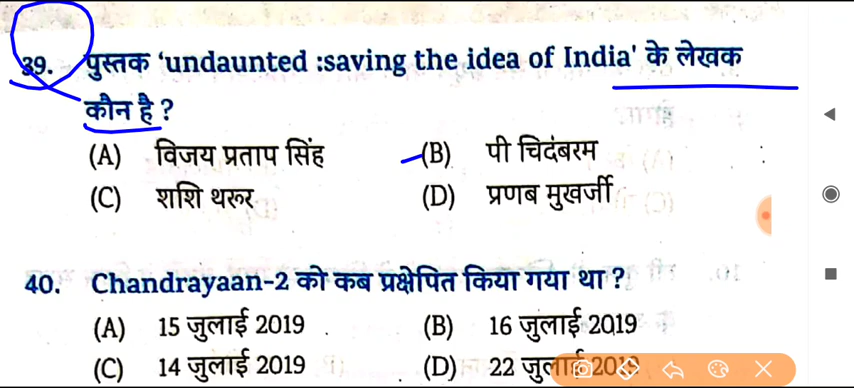 39. पुस्तक 'undaunted :saving the idea of India' के लेखक
कौन है ?
(A) विजय प्रताप सिंह (B) पी चिदंबरम
(C) शशि थरूर (D) प्रणब मुखर्जी
40. Chandrayaan-2 को कब प्रक्षेपित किया गया था ?
(A) 15 जुलाई 2019 (B) 16 जुलाई 2019
(C) 14 जुलाई 2019 (D) 22 जुलाई 2019